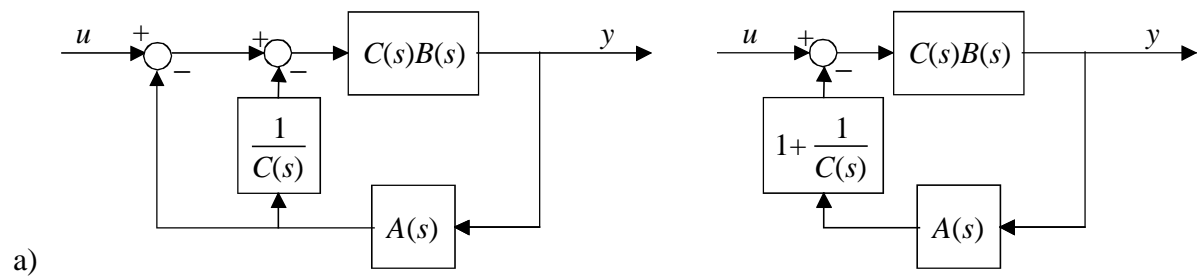 u + − + − C(s)B(s) y
1/C(s)
A(s)
u + − C(s)B(s) y
1+ 1/C(s)
A(s)
a)